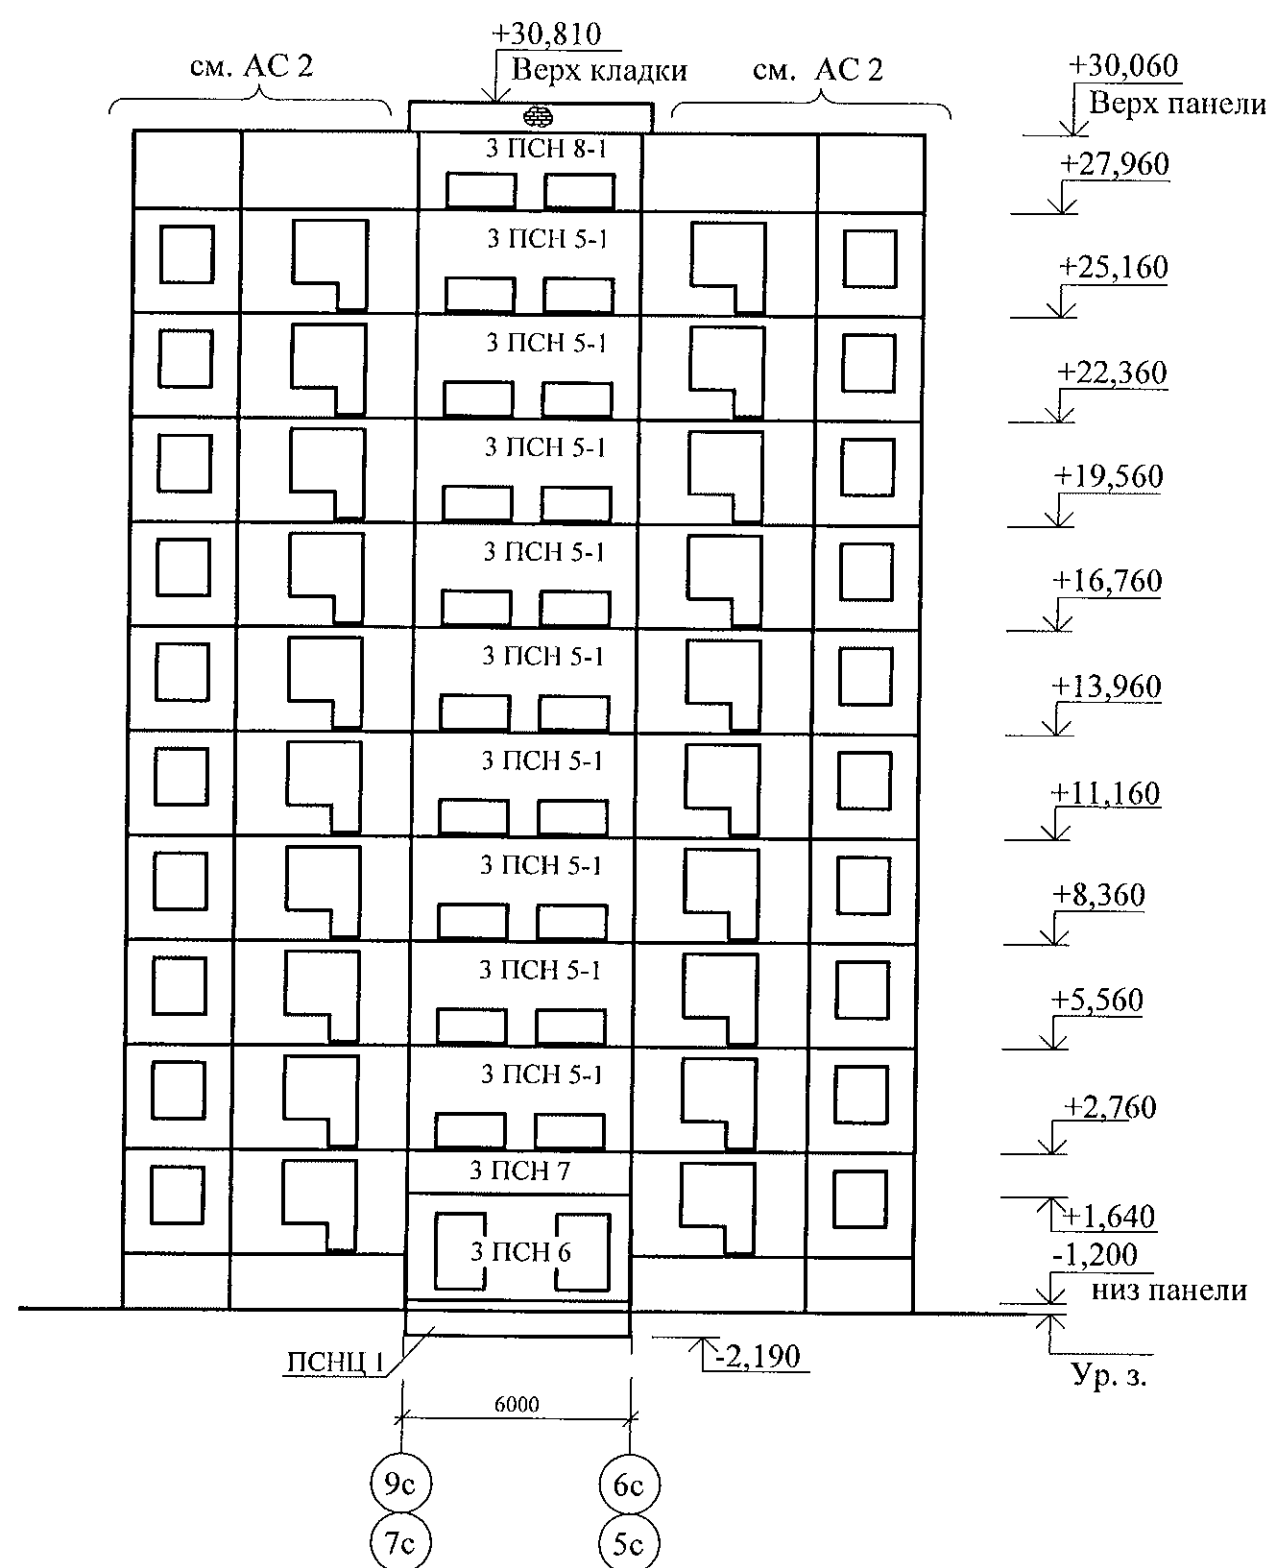 +30,810
Верх кладки
см. АС 2
см. АС 2
+30,060
Верх панели
3 ПСН 8-1
+27,960
3 ПСН 5-1
+25,160
3 ПСН 5-1
+22,360
3 ПСН 5-1
+19,560
3 ПСН 5-1
+16,760
3 ПСН 5-1
+13,960
3 ПСН 5-1
+11,160
3 ПСН 5-1
+8,360
3 ПСН 5-1
+5,560
3 ПСН 5-1
+2,760
3 ПСН 7
+1,640
3 ПСН 6
-1,200
низ панели
ПСНЦ 1
-2,190
Ур. з.
6000
9с
6с
7с
5с